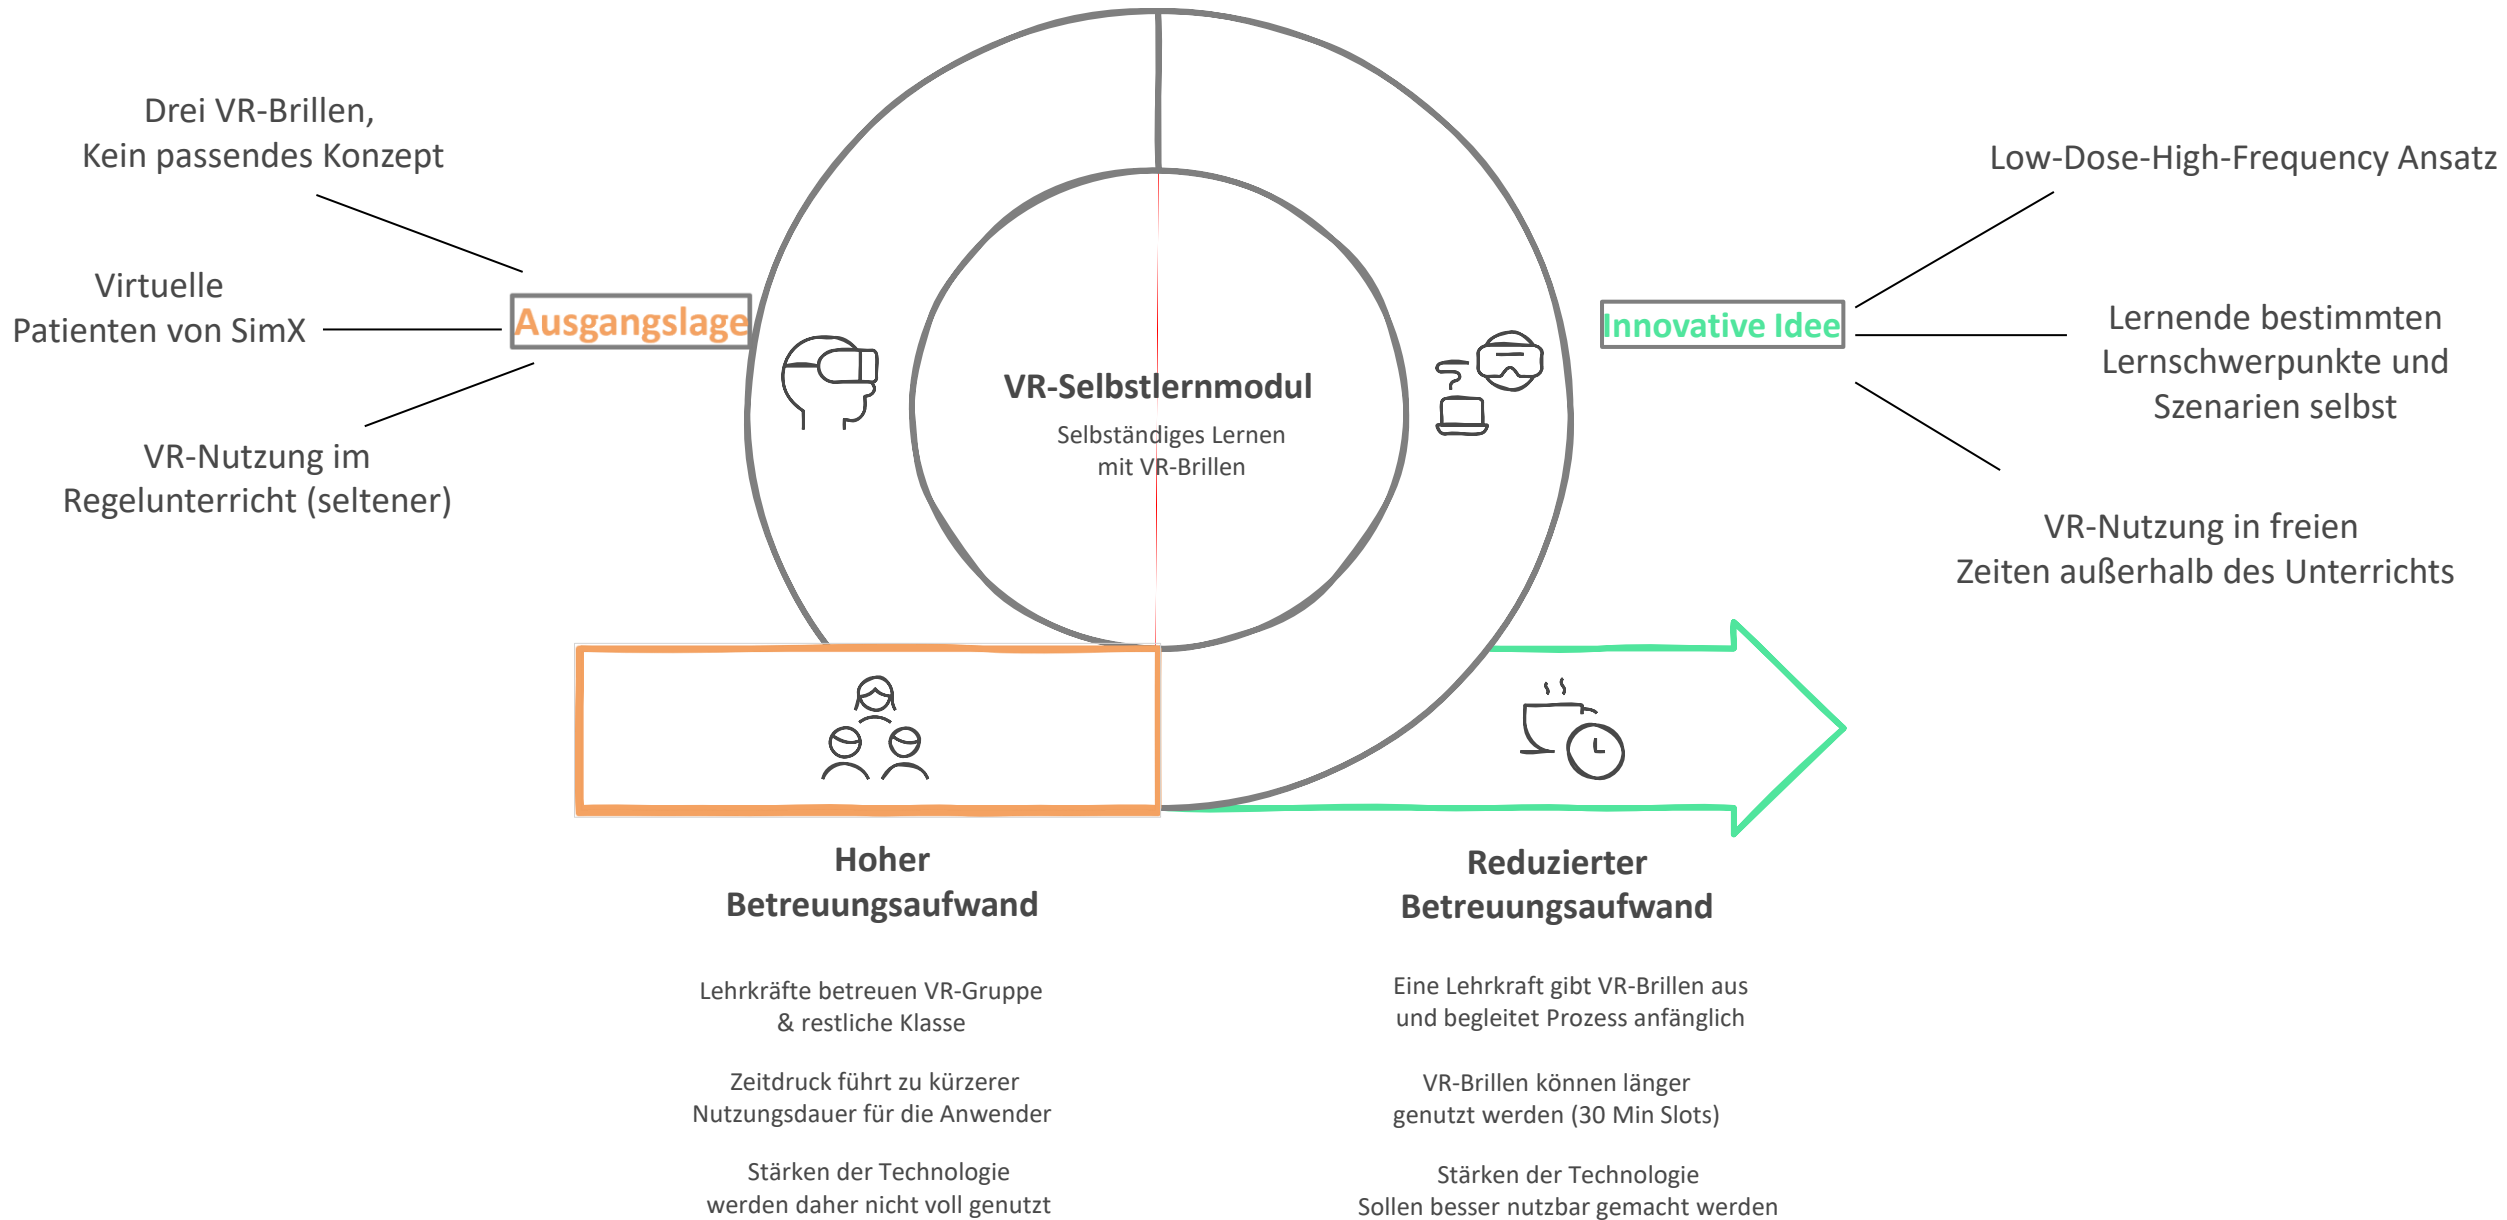 Drei VR-Brillen,
Kein passendes Konzept
Virtuelle
Patienten von SimX
VR-Nutzung im
Regelunterricht (seltener)
Ausgangslage
VR-Selbstlernmodul
Selbständiges Lernen
mit VR-Brillen
Innovative Idee
Low-Dose-High-Frequency Ansatz
Lernende bestimmten
Lernschwerpunkte und
Szenarien selbst
VR-Nutzung in freien
Zeiten außerhalb des Unterrichts
Hoher
Betreuungsaufwand
Lehrkräfte betreuen VR-Gruppe
& restliche Klasse
Zeitdruck führt zu kürzerer
Nutzungsdauer für die Anwender
Stärken der Technologie
werden daher nicht voll genutzt
Reduzierter
Betreuungsaufwand
Eine Lehrkraft gibt VR-Brillen aus
und begleitet Prozess anfänglich
VR-Brillen können länger
genutzt werden (30 Min Slots)
Stärken der Technologie
Sollen besser nutzbar gemacht werden